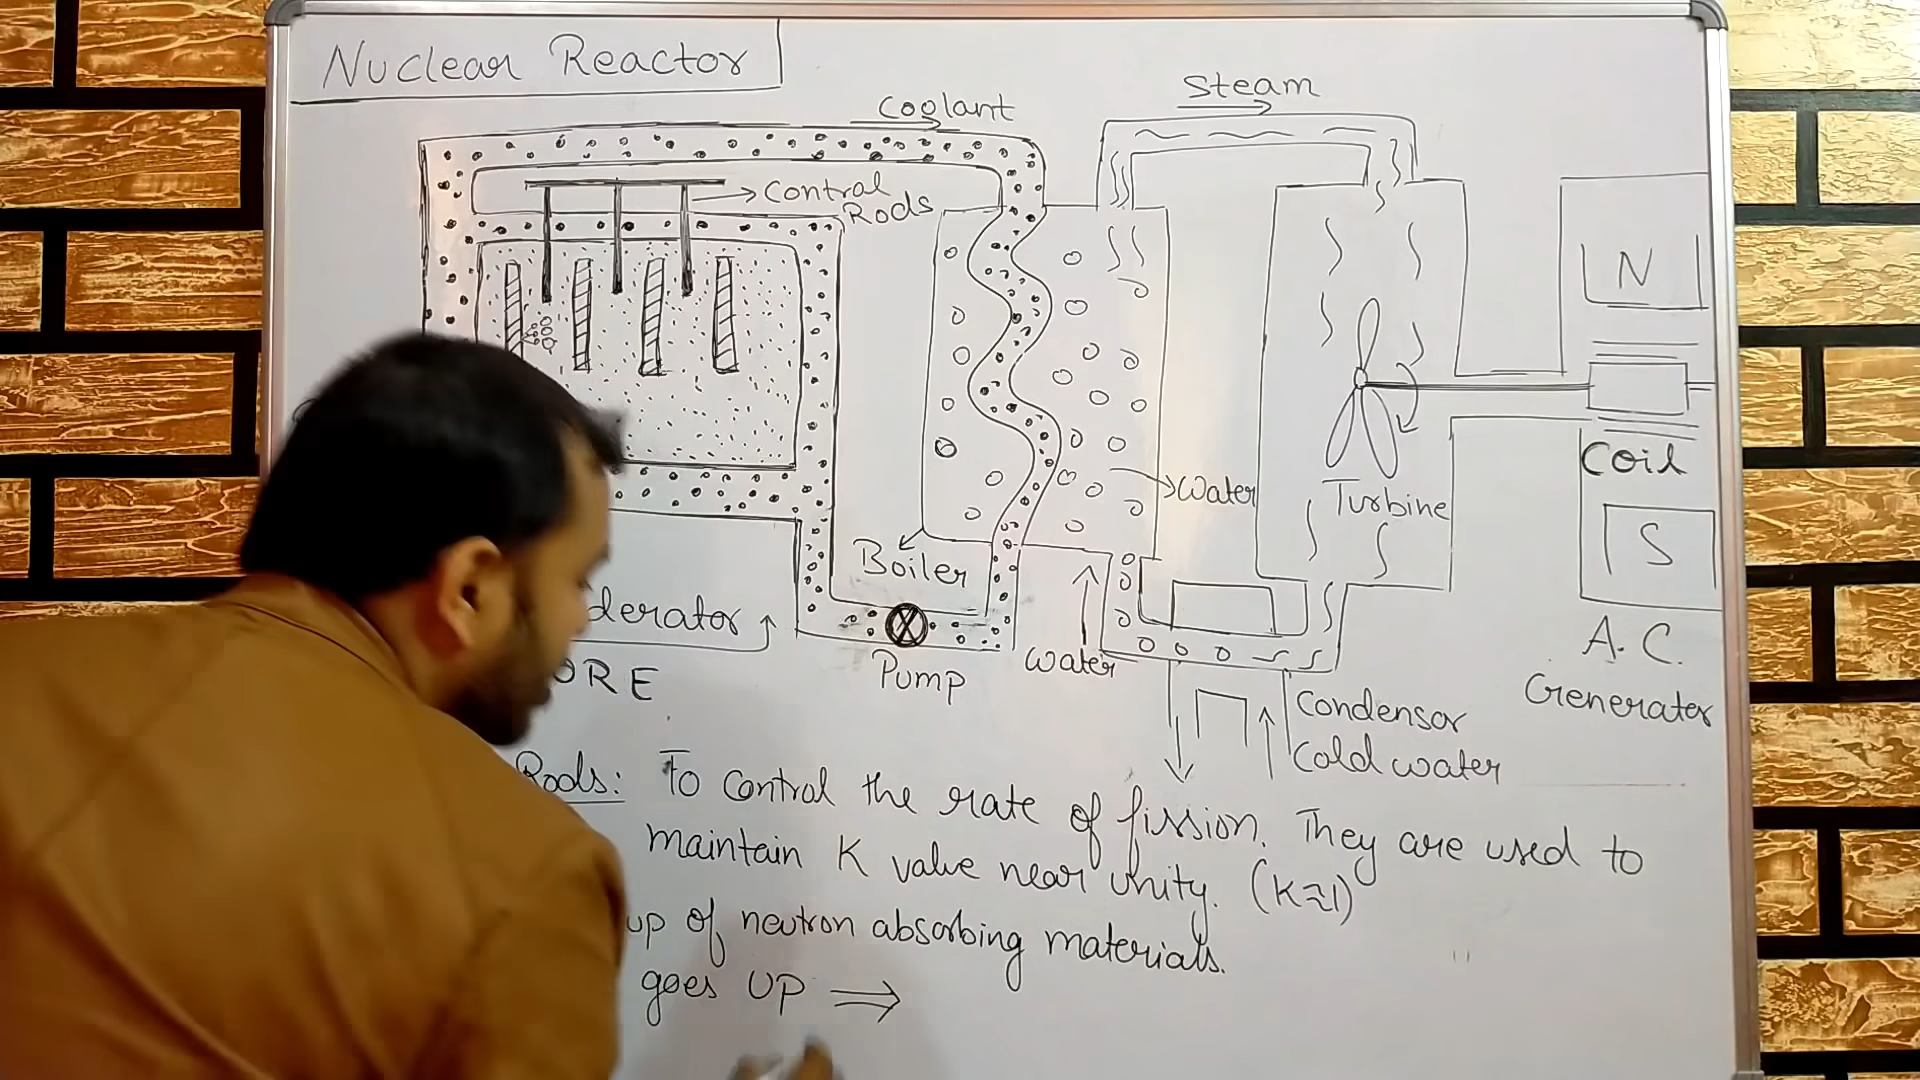 Nuclear Reactor
Coolant
Steam
Control
Rods
N
Coil
Water
Turbine
S
Boiler
derator
ORE
Pump
Water
Condensor
Cold water
A.C.
Generator
Rods: To Control the rate of fission. They are used to
maintain K value near Unity. (K≈1)
up of neutron absorbing materials.
goes UP ⇒